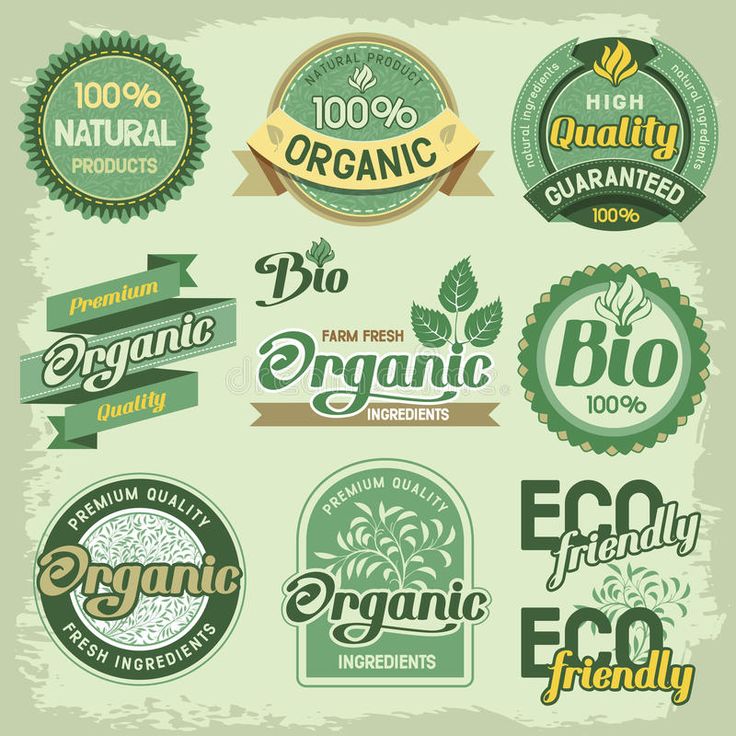 100%
NATURAL
PRODUCTS
NATURAL PRODUCT
100%
ORGANIC
natural ingredients
natural ingredients
HIGH
Quality
GUARANTEED
100%
Premium
Organic
Quality
Bio
FARM FRESH
Organic
INGREDIENTS
Bio
100%
PREMIUM QUALITY
Organic
FRESH INGREDIENTS
PREMIUM QUALITY
Organic
INGREDIENTS
ECO
friendly
ECO
friendly
dreamstime